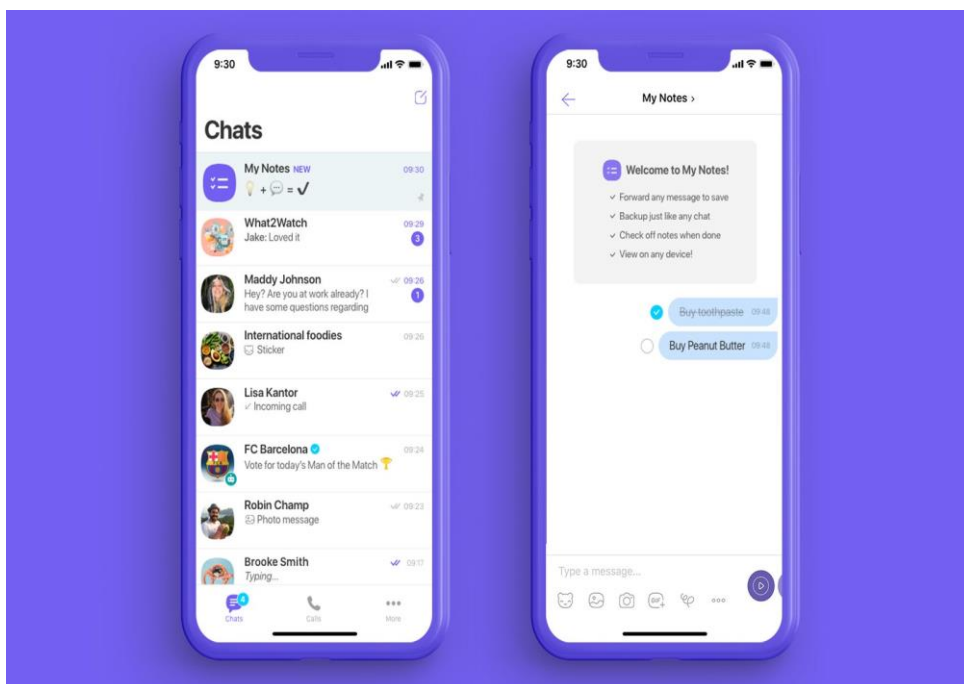 9:30
Chats
My Notes NEW 09:30
+ =
What2Watch 09:29
Jake: Loved it 3
Maddy Johnson 09:26
Hey? Are you at work already? I 1
have some questions regarding
International foodies 09:25
Sticker
Lisa Kantor 09:25
Incoming call
FC Barcelona 09:24
Vote for today's Man of the Match
Robin Champ 09:23
Photo message
Brooke Smith 09:17
Typing...
4
Chats Calls More
9:30
My Notes ›
Welcome to My Notes!
Forward any message to save
Backup just like any chat
Check off notes when done
View on any device!
Buy toothpaste 09:48
Buy Peanut Butter 09:48
Type a message...
GIF+